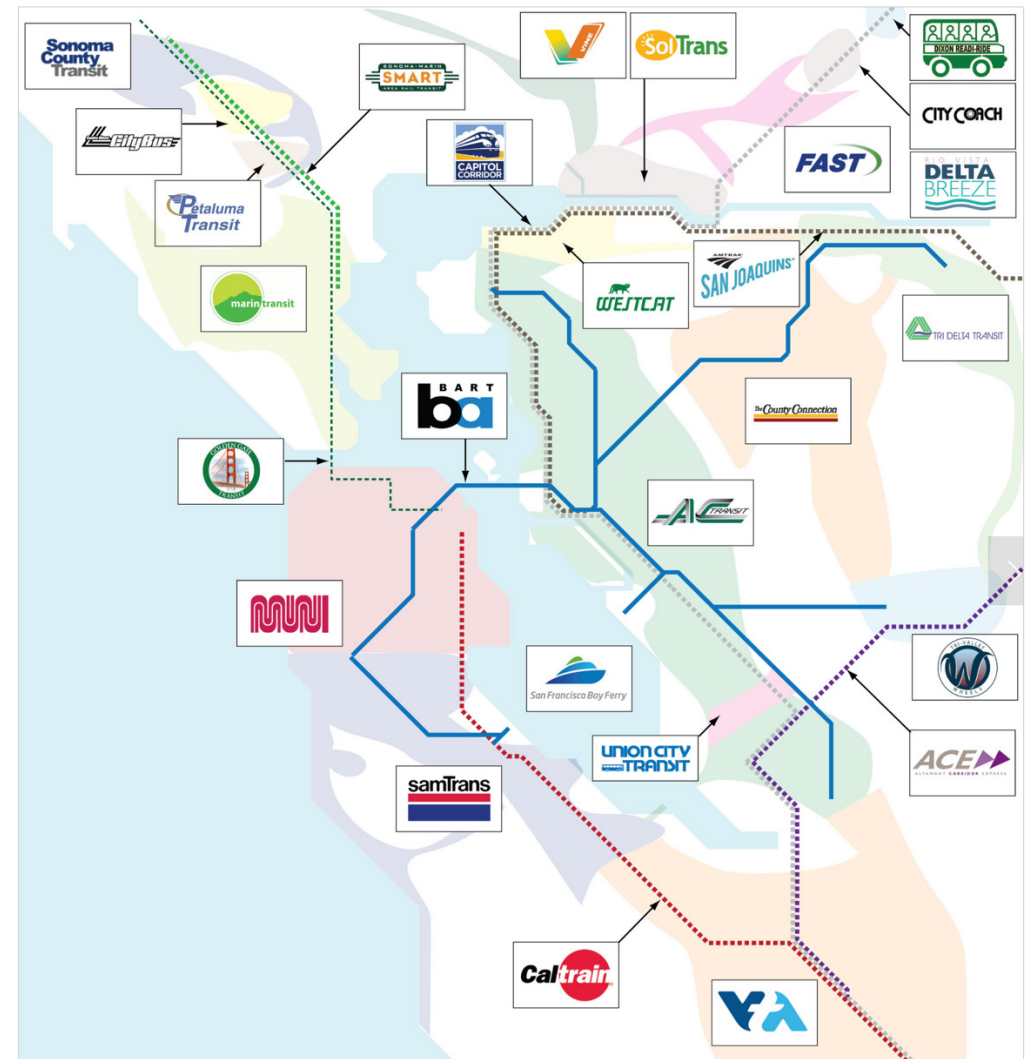 Sonoma
County
Transit
SONOMA-MARIN
SMART
AREA RAIL TRANSIT
VINE
SolTrans
DIXON READI-RIDE
CityBus
CAPITOL
CORRIDOR
FAST
CITY COACH
RIO VISTA
DELTA
BREEZE
Petaluma
Transit
marin transit
WESTCAT
AMTRAK
SAN JOAQUINS
TRI DELTA TRANSIT
BART
ba
The County Connection
GOLDEN GATE
TRANSIT
AC TRANSIT
MUNI
San Francisco Bay Ferry
TRI-VALLEY
W
WHEELS
UNION CITY
TRANSIT
ACE
ALTAMONT CORRIDOR EXPRESS
samTrans
Caltrain
VTA